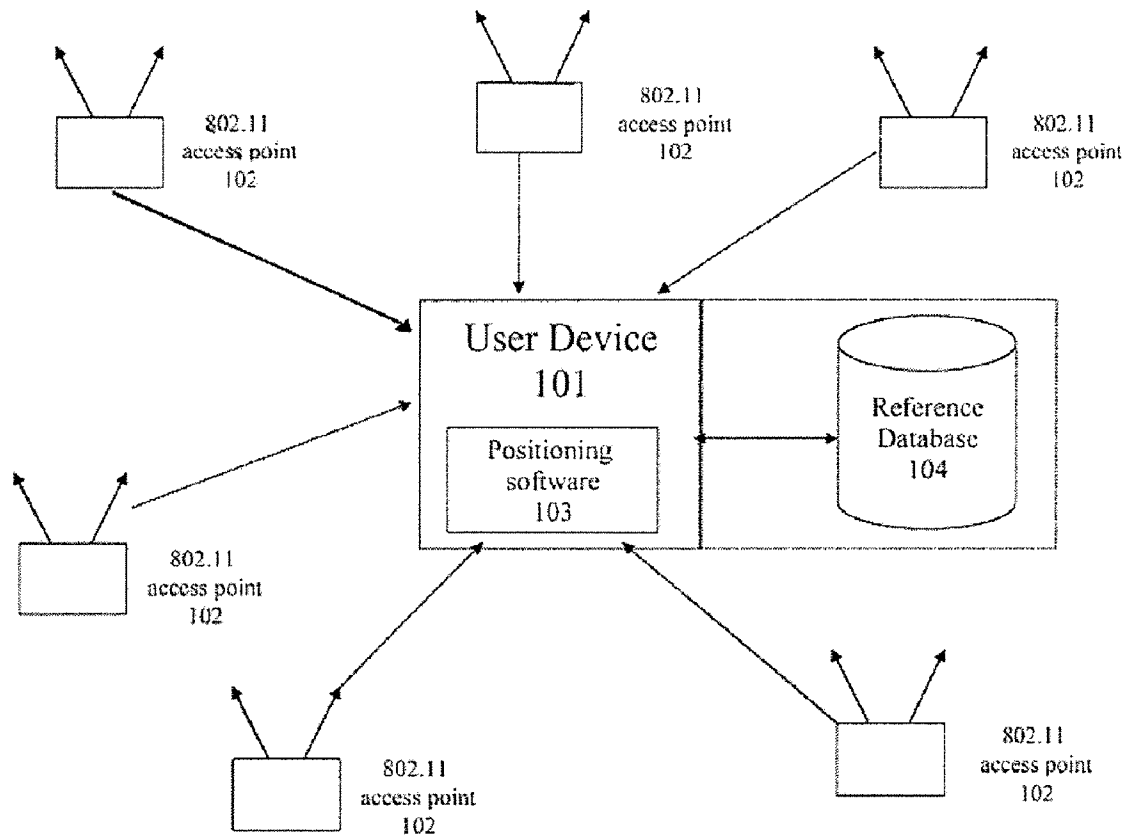 802.11
access point
102
802.11
access point
102
802.11
access point
102
User Device
101
Positioning
software
103
Reference
Database
104
802.11
access point
102
802.11
access point
102
802.11
access point
102